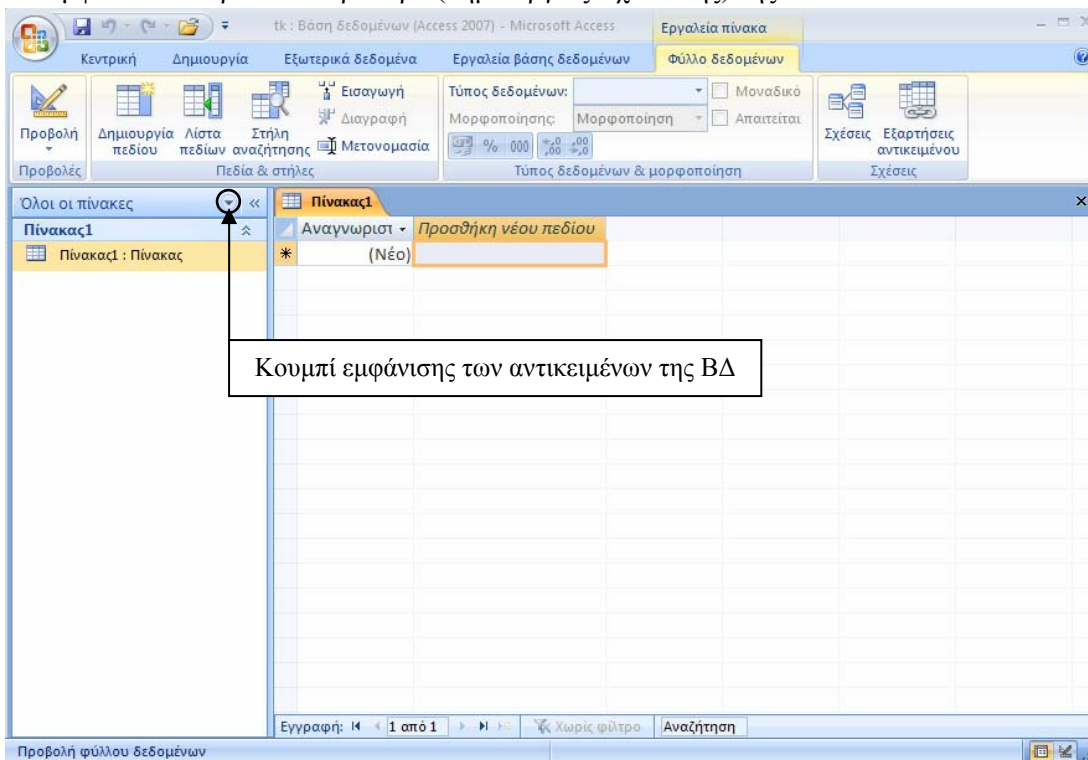 tk : Βάση δεδομένων (Access 2007) - Microsoft Access
Εργαλεία πίνακα
Κεντρική Δημιουργία Εξωτερικά δεδομένα Εργαλεία βάσης δεδομένων Φύλλο δεδομένων
Προβολή
Δημιουργία πεδίου
Λίστα πεδίων
Στήλη αναζήτησης
Εισαγωγή
Διαγραφή
Μετονομασία
Τύπος δεδομένων:
Μορφοποίησης: Μορφοποίηση
% 000
Μοναδικό
Απαιτείται
Σχέσεις
Εξαρτήσεις αντικειμένου
Προβολές Πεδία & στήλες Τύπος δεδομένων & μορφοποίηση Σχέσεις
Όλοι οι πίνακες
Πίνακας1
Πίνακας1 : Πίνακας
Πίνακας1
Αναγνωριστ Προσθήκη νέου πεδίου
(Νέο)
Κουμπί εμφάνισης των αντικειμένων της ΒΔ
Εγγραφή: 1 από 1 Χωρίς φίλτρο Αναζήτηση
Προβολή φύλλου δεδομένων